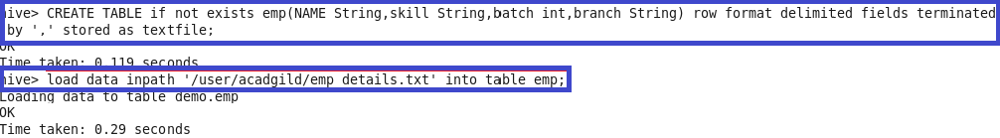 hive> CREATE TABLE if not exists emp(NAME String,skill String,batch int,branch String) row format delimited fields terminated
by ',' stored as textfile;
OK
Time taken: 0.119 seconds
hive> load data inpath '/user/acadgild/emp details.txt' into table emp;
Loading data to table demo.emp
OK
Time taken: 0.29 seconds